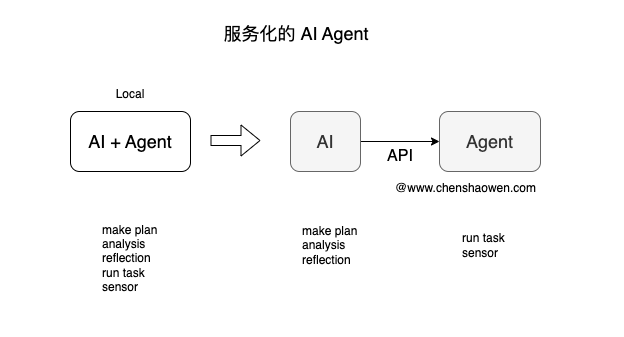 服务化的 AI Agent
Local
AI + Agent
AI
API
Agent
@www.chenshaowen.com
make plan
analysis
reflection
run task
sensor
make plan
analysis
reflection
run task
sensor